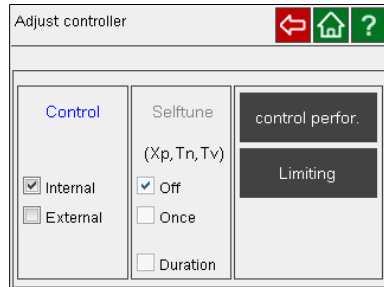 Adjust controller
?
Control
Internal
External
Selftune
(Xp,Tn,Tv)
Off
Once
Duration
control perfor.
Limiting